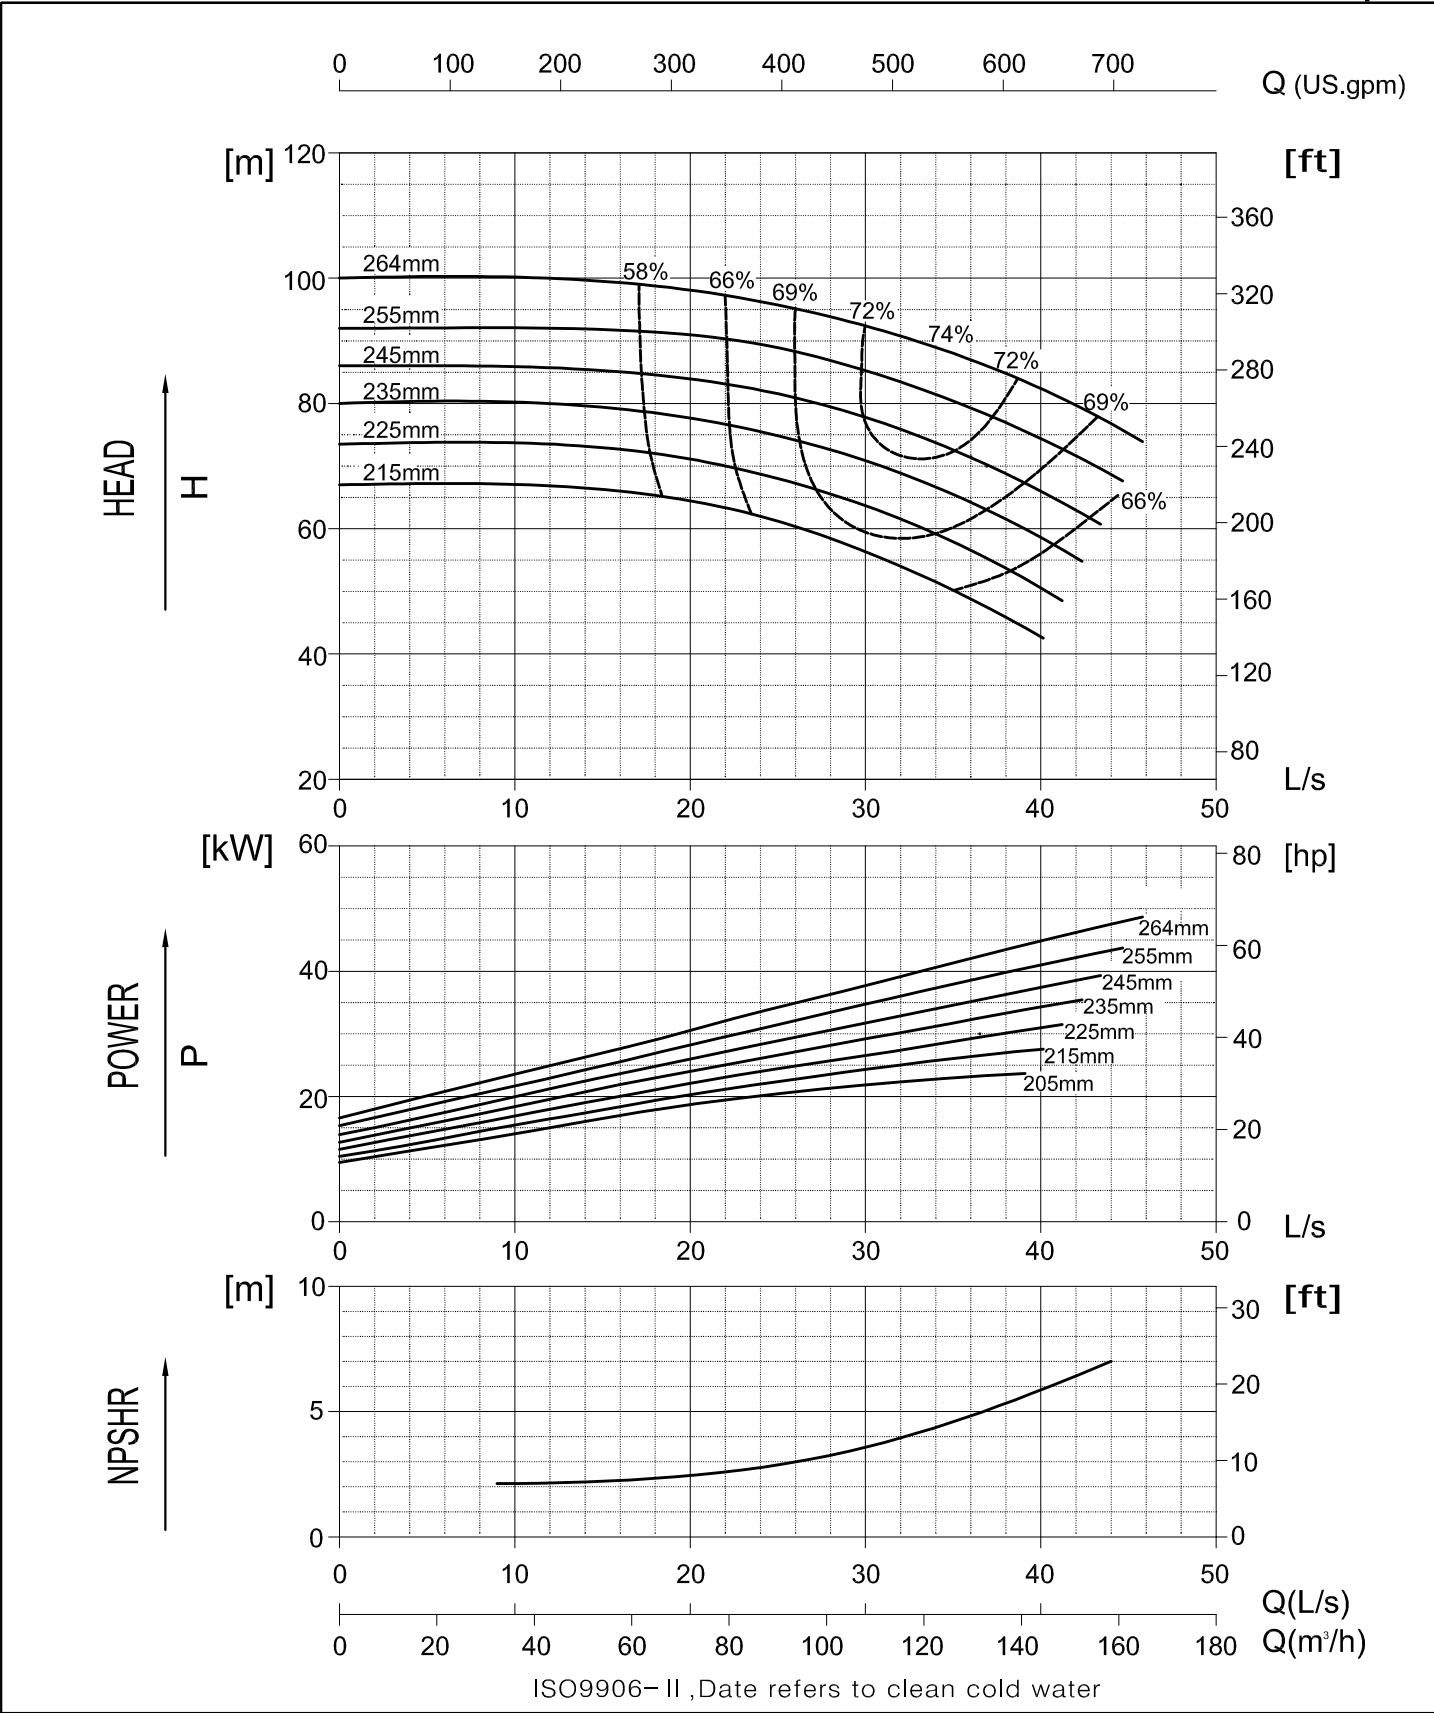 0 100 200 300 400 500 600 700
Q (US.gpm)
[m] 120 [ft]
360
264mm 58% 66% 69% 72% 74% 72% 69% 66%
100 320
255mm
245mm 280
235mm
80
225mm 240
215mm
60 200
160
40
120
80
20 L/s
HEAD
H
0 10 20 30 40 50
[kW] 60 80 [hp]
264mm
60
255mm
40
245mm
235mm
225mm
40
215mm
205mm
20
20
0 0 L/s
POWER
P
0 10 20 30 40 50
[m] 10 [ft]
30
20
5
10
0 0
NPSHR
0 10 20 30 40 50
Q(L/s)
0 20 40 60 80 100 120 140 160 180
Q(m³/h)
ISO9906-II ,Date refers to clean cold water